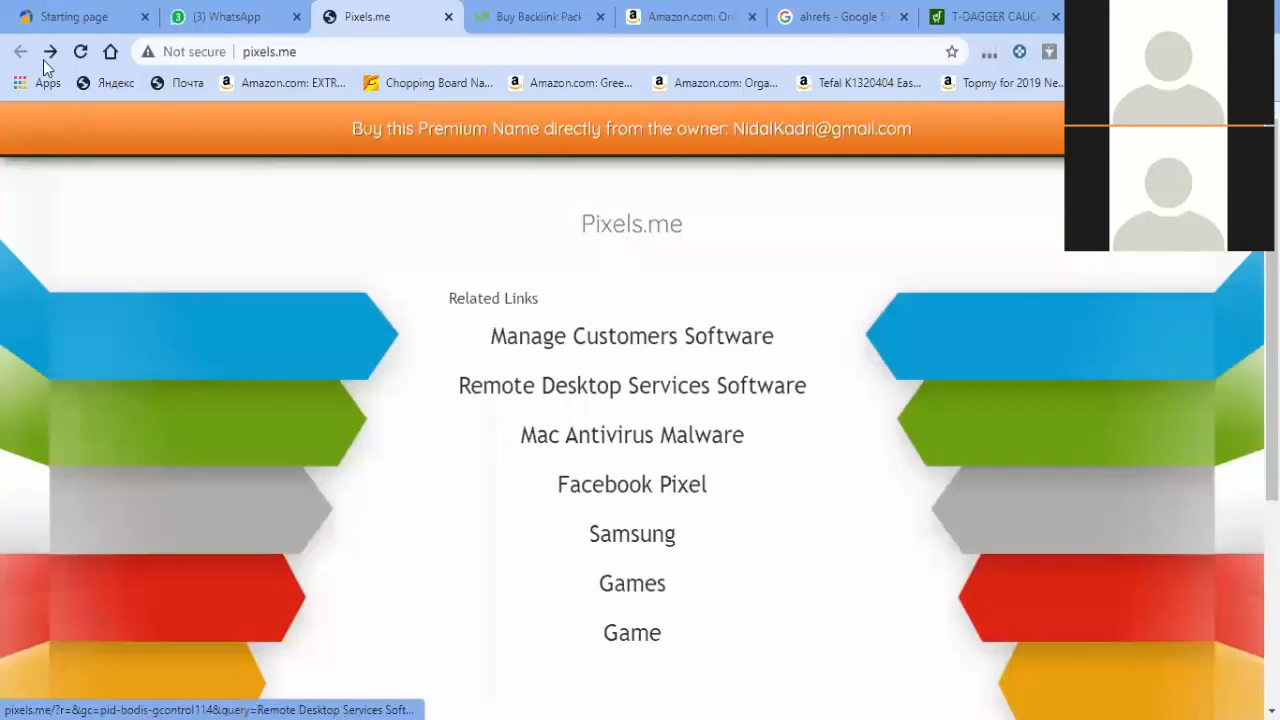 Starting page
(3) WhatsApp
Pixels.me
Buy Backlink Pack
Amazon.com: Onl
ahrefs - Google S
T-DAGGER CAUC
Not secure
pixels.me
Apps
Яндекс
Почта
Amazon.com: EXTR...
Chopping Board Na...
Amazon.com: Gree...
Amazon.com: Orga...
Tefal K1320404 Eas...
Topmy for 2019 Ne
Buy this Premium Name directly from the owner: NidalKadri@gmail.com
Pixels.me
Related Links
Manage Customers Software
Remote Desktop Services Software
Mac Antivirus Malware
Facebook Pixel
Samsung
Games
Game
pixels.me/?r=&gc=pid-bodis-gcontrol114&query=Remote Desktop Services Soft...